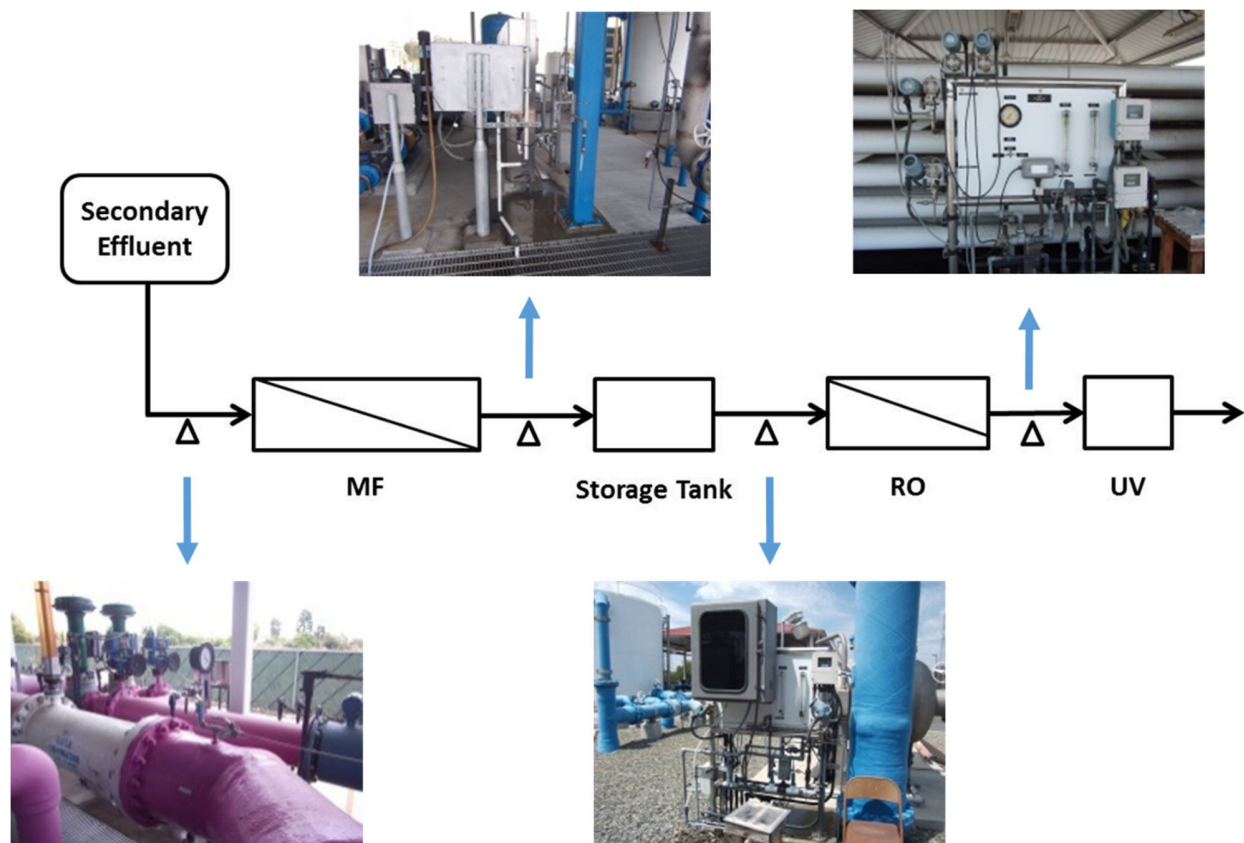 Secondary
Effluent
Δ
Δ
Δ
Δ
MF
Storage Tank
RO
UV